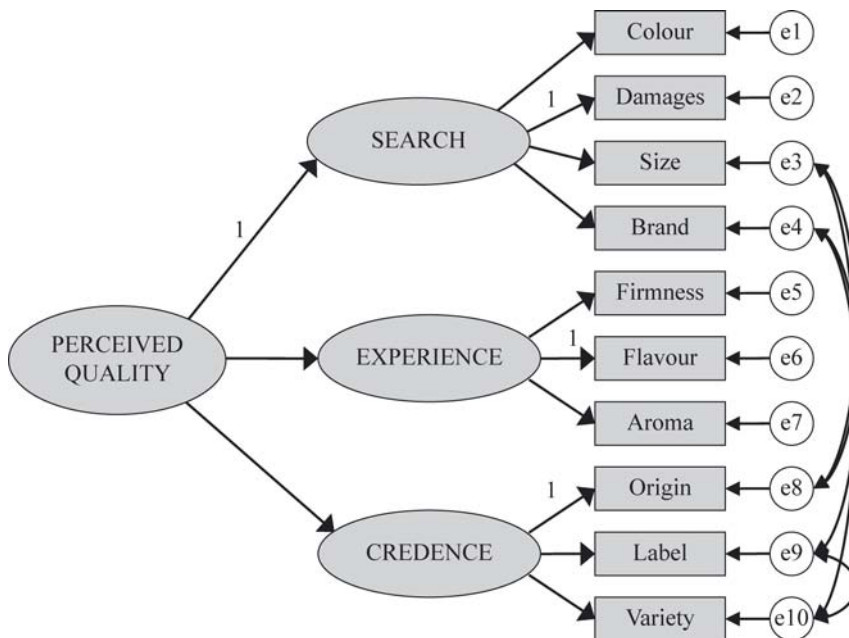 Colour
e1
1
Damages
e2
SEARCH
Size
e3
1
Brand
e4
Firmness
e5
PERCEIVED
QUALITY
EXPERIENCE
1
Flavour
e6
Aroma
e7
1
Origin
e8
CREDENCE
Label
e9
Variety
e10